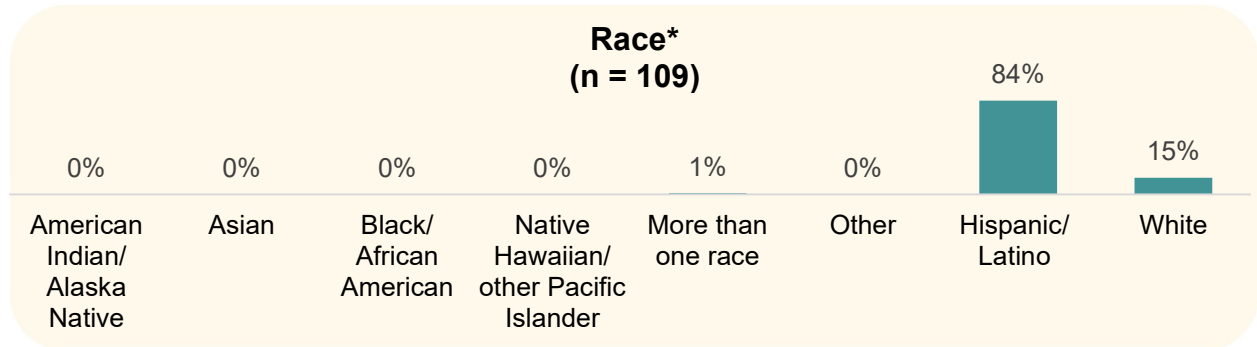 Race*
(n = 109)
84%
15%
0%
0%
0%
0%
1%
0%
American
Indian/
Alaska
Native
Asian
Black/
African
American
Native
Hawaiian/
other Pacific
Islander
More than
one race
Other
Hispanic/
Latino
White